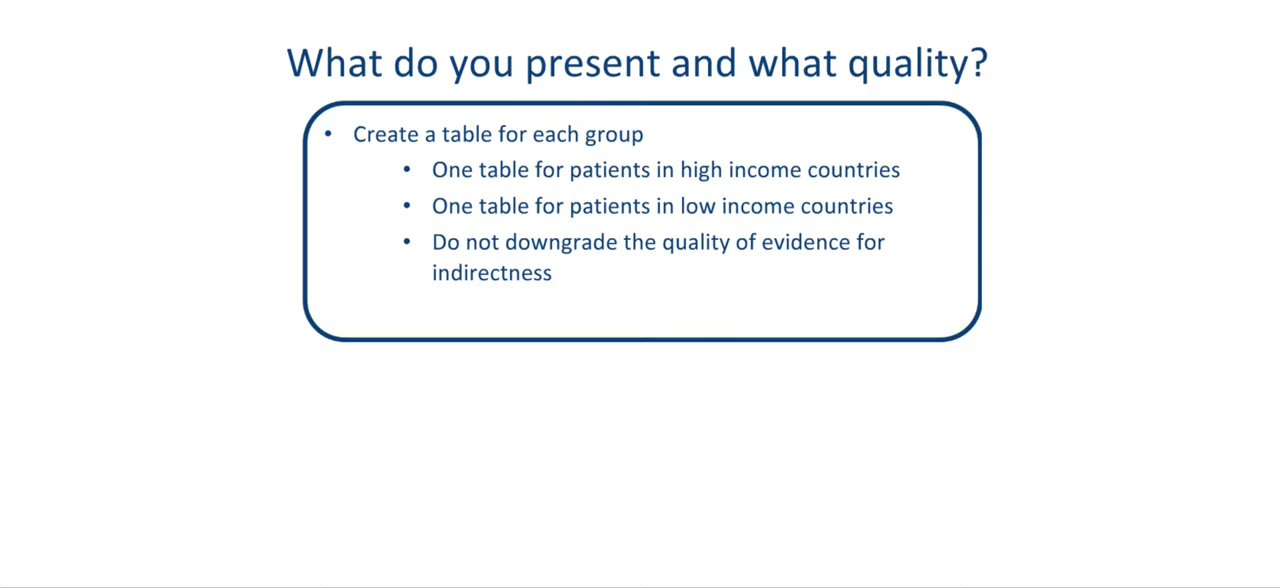 What do you present and what quality?
• Create a table for each group
• One table for patients in high income countries
• One table for patients in low income countries
• Do not downgrade the quality of evidence for
indirectness